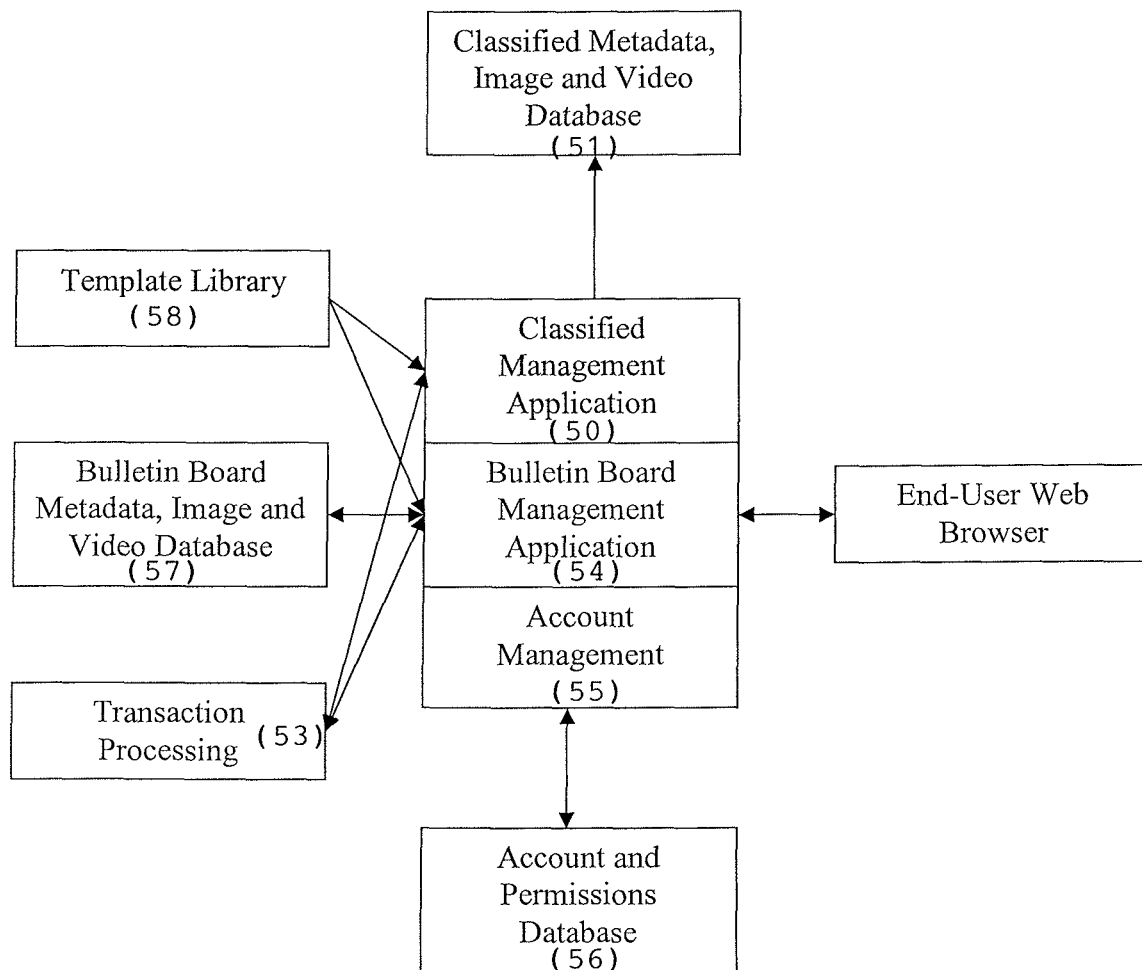 Classified Metadata,
Image and Video
Database
(51)
Template Library
(58)
Classified
Management
Application
(50)
Bulletin Board
Metadata, Image and
Video Database
(57)
Bulletin Board
Management
Application
(54)
End-User Web
Browser
Account
Management
(55)
Transaction
Processing
(53)
Account and
Permissions
Database
(56)